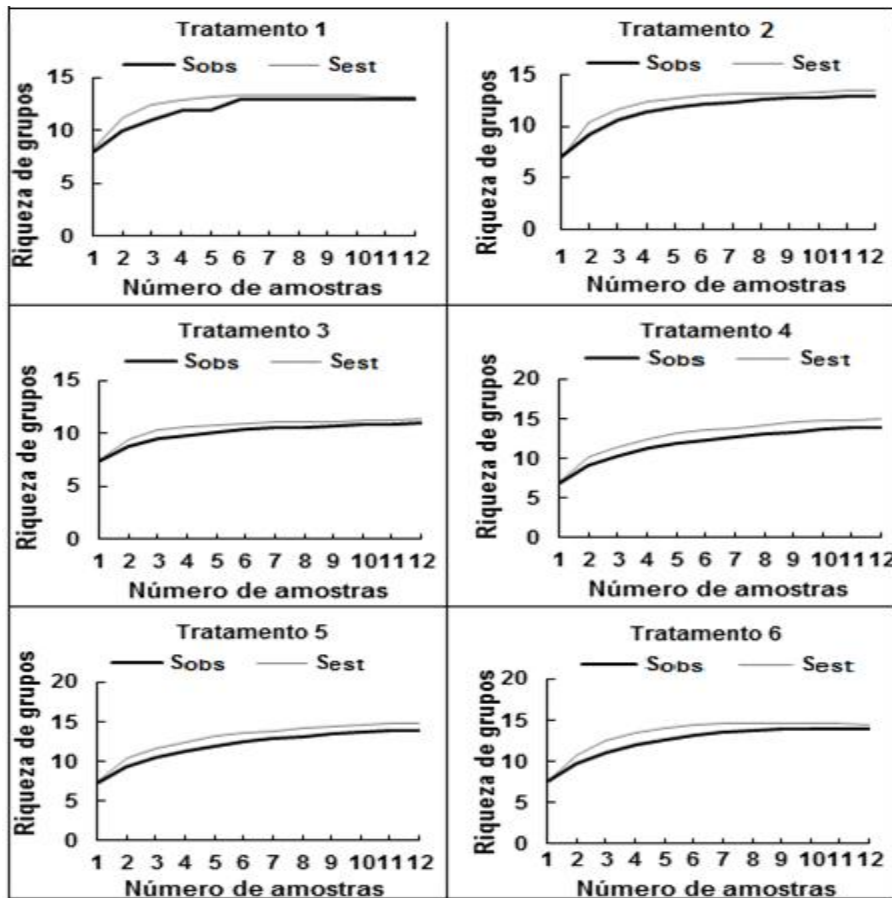 Tratamento 1
Sobs Sest
Riqueza de grupos
15
10
5
0
1 2 3 4 5 6 7 8 9 10 11 12
Número de amostras
Tratamento 2
Sobs Sest
Riqueza de grupos
15
10
5
0
1 2 3 4 5 6 7 8 9 10 11 12
Número de amostras
Tratamento 3
Sobs Sest
Riqueza de grupos
15
10
5
0
1 2 3 4 5 6 7 8 9 10 11 12
Número de amostras
Tratamento 4
Sobs Sest
Riqueza de grupos
20
15
10
5
0
1 2 3 4 5 6 7 8 9 10 11 12
Número de amostras
Tratamento 5
Sobs Sest
Riqueza de grupos
20
15
10
5
0
1 2 3 4 5 6 7 8 9 10 11 12
Número de amostras
Tratamento 6
Sobs Sest
Riqueza de grupos
20
15
10
5
0
1 2 3 4 5 6 7 8 9 10 11 12
Número de amostras